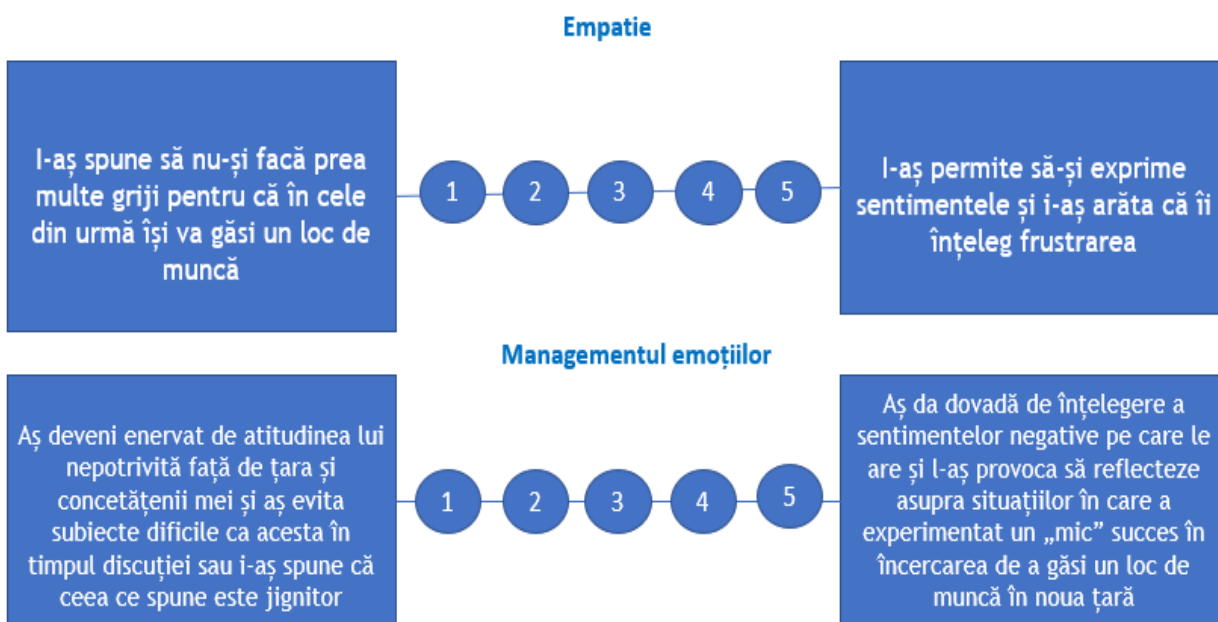 Empatie
I-aș spune să nu-și facă prea
multe griji pentru că în cele
din urmă își va găsi un loc de
muncă
1 2 3 4 5
I-aș permite să-și exprime
sentimentele și i-aș arăta că îi
înțeleg frustrarea
Managementul emoțiilor
Aș deveni enervat de atitudinea lui
nepotrivită față de țara și
concetățenii mei și aș evita
subiecte dificile ca acesta în
timpul discuției sau i-aș spune că
ceea ce spune este jignitor
1 2 3 4 5
Aș da dovadă de înțelegere a
sentimentelor negative pe care le
are și l-aș provoca să reflecteze
asupra situațiilor în care a
experimentat un „mic” succes în
încercarea de a găsi un loc de
muncă în noua țară